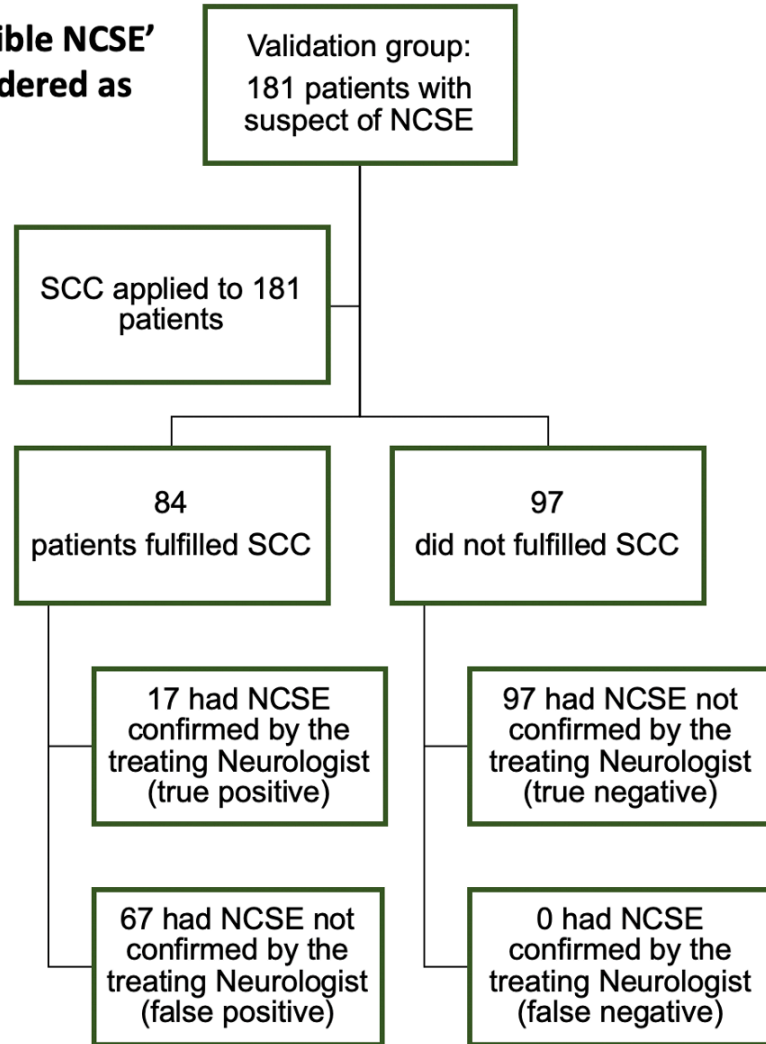 ible NCSE’
dered as
Validation group:
181 patients with
suspect of NCSE
SCC applied to 181
patients
84
patients fulfilled SCC
97
did not fulfilled SCC
17 had NCSE
confirmed by the
treating Neurologist
(true positive)
97 had NCSE not
confirmed by the
treating Neurologist
(true negative)
67 had NCSE not
confirmed by the
treating Neurologist
(false positive)
0 had NCSE
confirmed by the
treating Neurologist
(false negative)